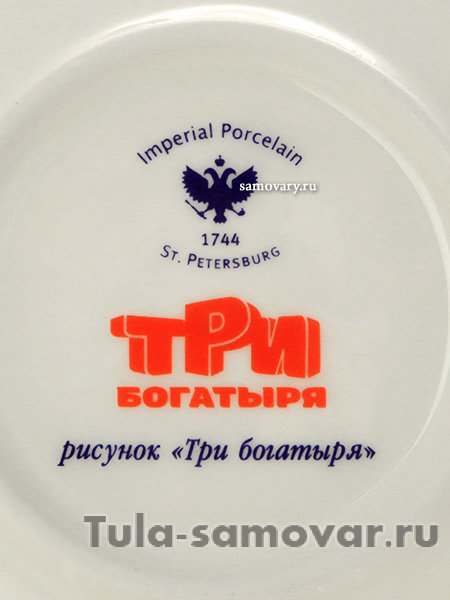 Imperial Porcelain
samovary.ru
1744
St. Petersburg
ТРИ
БОГАТЫРЯ
рисунок «Три богатыря»
Tula-samovar.ru